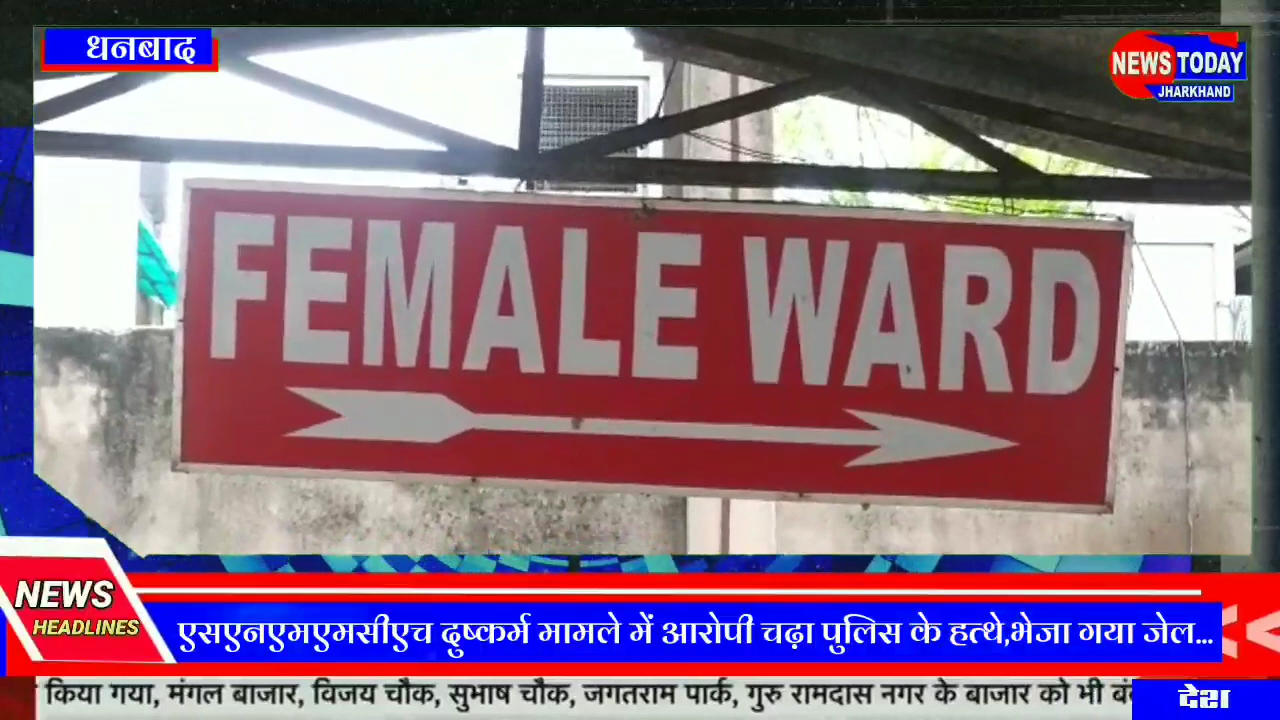 धनबाद
NEWS TODAY
JHARKHAND
FEMALE WARD
NEWS
HEADLINES
एसएनएमएमसीएच दुष्कर्म मामले में आरोपी चढ़ा पुलिस के हत्थे,भेजा गया जेल...
किया गया, मंगल बाजार, विजय चौक, सुभाष चौक, जगतराम पार्क, गुरु रामदास नगर के बाजार को भी
देश